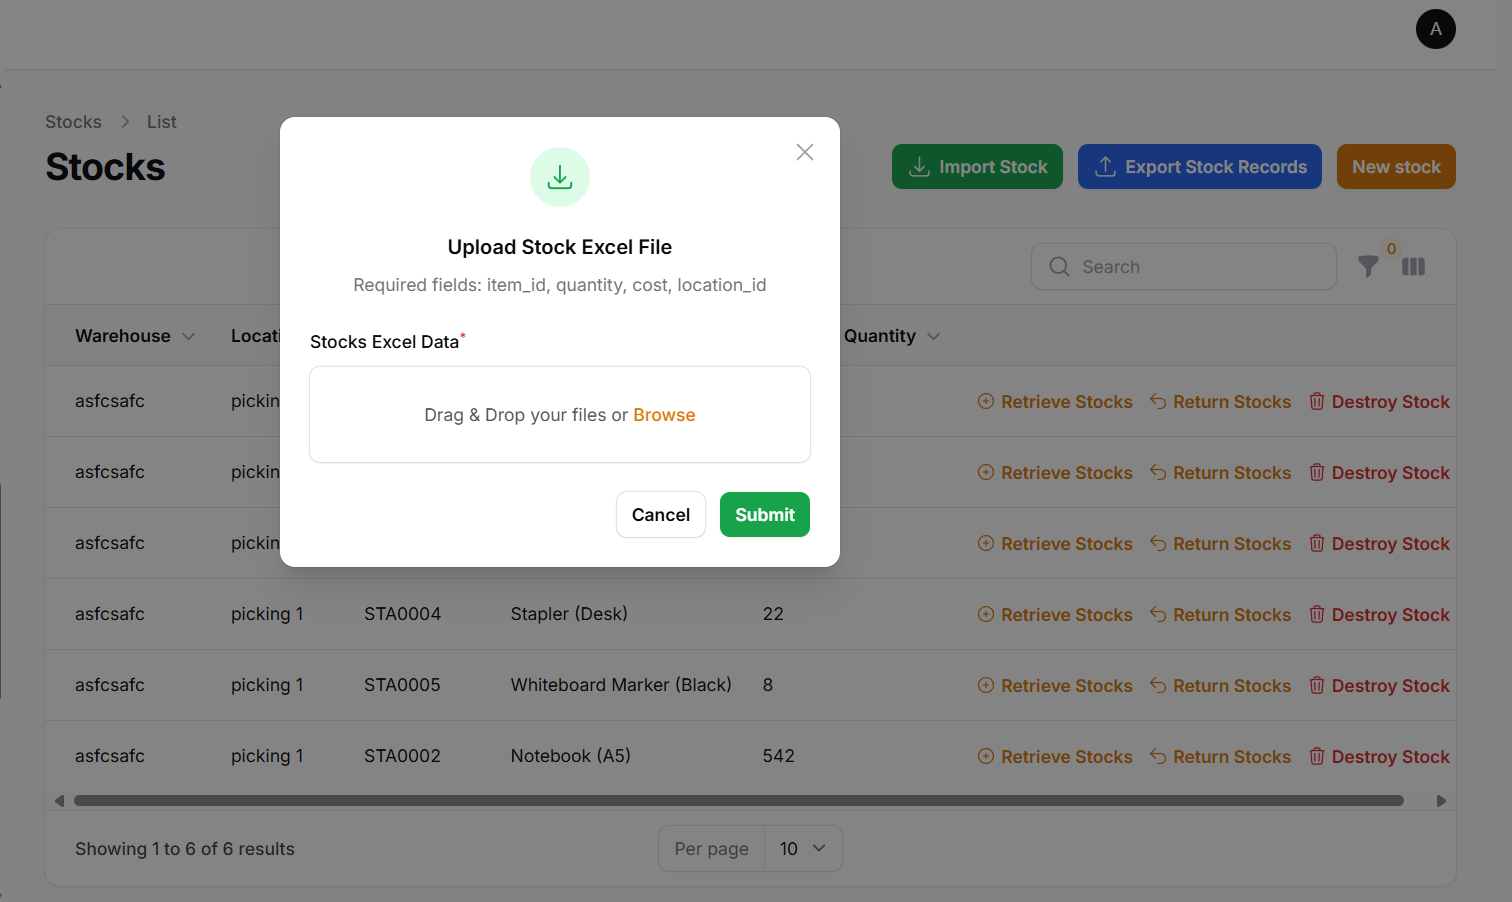 A
Stocks > List
Stocks
Import Stock
Export Stock Records
New stock
Upload Stock Excel File
Required fields: item_id, quantity, cost, location_id
Stocks Excel Data*
Drag & Drop your files or Browse
Cancel
Submit
Search
0
Warehouse Quantity
asfcsafc Retrieve Stocks Return Stocks Destroy Stock
asfcsafc Retrieve Stocks Return Stocks Destroy Stock
asfcsafc Retrieve Stocks Return Stocks Destroy Stock
asfcsafc picking 1 STA0004 Stapler (Desk) 22 Retrieve Stocks Return Stocks Destroy Stock
asfcsafc picking 1 STA0005 Whiteboard Marker (Black) 8 Retrieve Stocks Return Stocks Destroy Stock
asfcsafc picking 1 STA0002 Notebook (A5) 542 Retrieve Stocks Return Stocks Destroy Stock
Showing 1 to 6 of 6 results
Per page 10